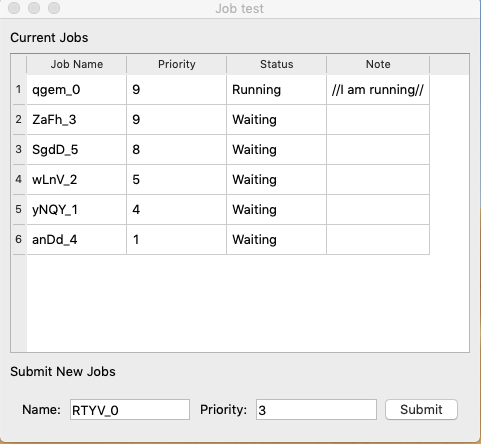 Job test
Current Jobs
Job Name Priority Status Note
1 qgem_0 9 Running //I am running//
2 ZaFh_3 9 Waiting
3 SgdD_5 8 Waiting
4 wLnV_2 5 Waiting
5 yNQY_1 4 Waiting
6 anDd_4 1 Waiting
Submit New Jobs
Name: RTYV_0 Priority: 3 Submit